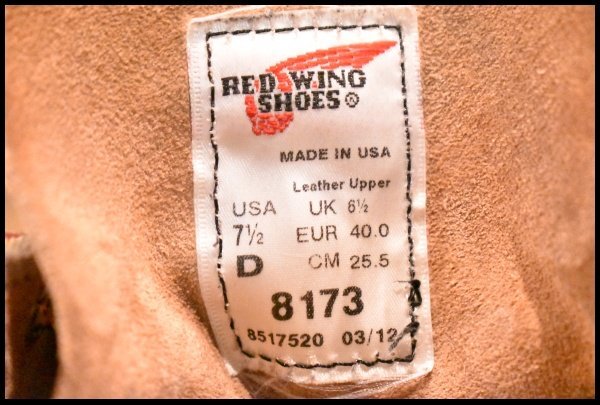 RED WING
SHOES®
MADE IN USA
Leather Upper
USA UK 6½
7½ EUR 40.0
D CM 25.5
8173
8517520 03/12